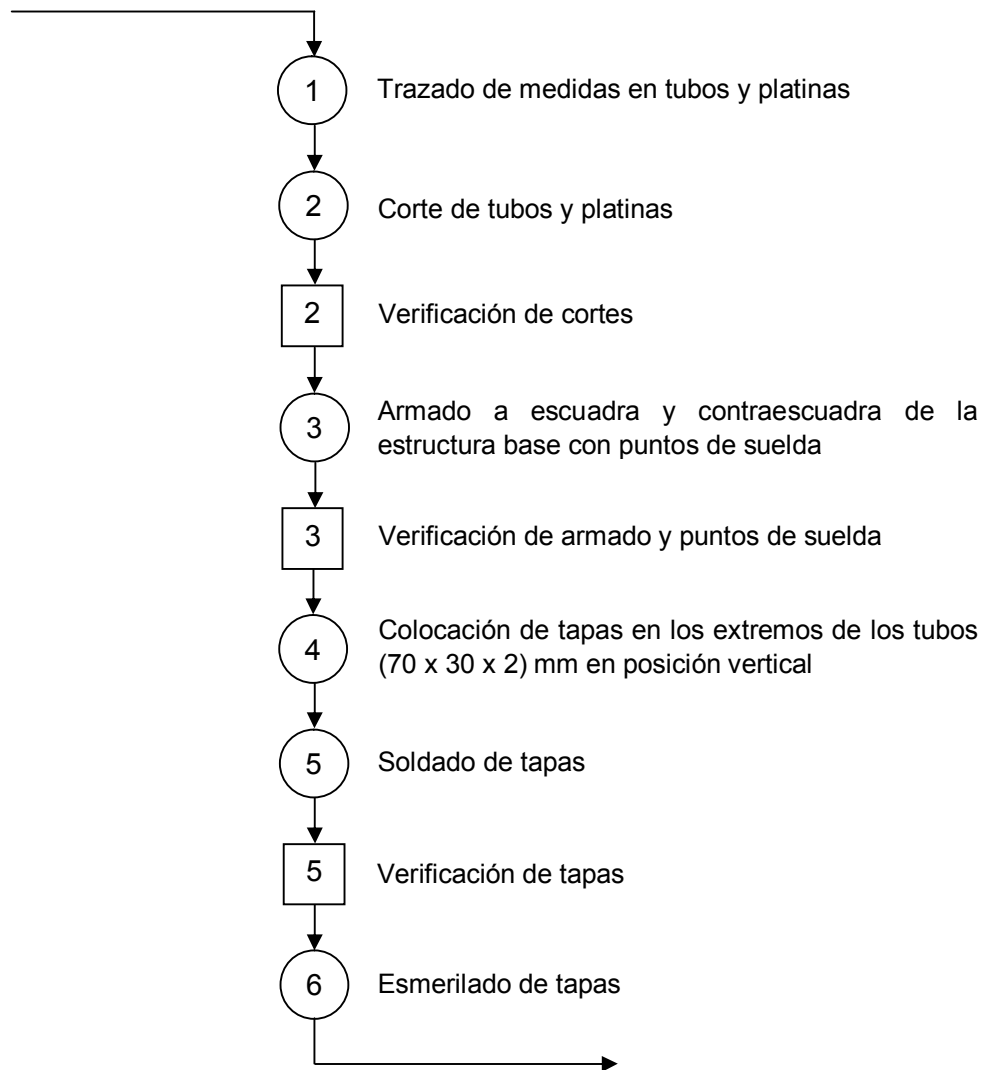 1 Trazado de medidas en tubos y platinas
2 Corte de tubos y platinas
2 Verificación de cortes
3 Armado a escuadra y contraescuadra de la
estructura base con puntos de suelda
3 Verificación de armado y puntos de suelda
4 Colocación de tapas en los extremos de los tubos
(70 x 30 x 2) mm en posición vertical
5 Soldado de tapas
5 Verificación de tapas
6 Esmerilado de tapas